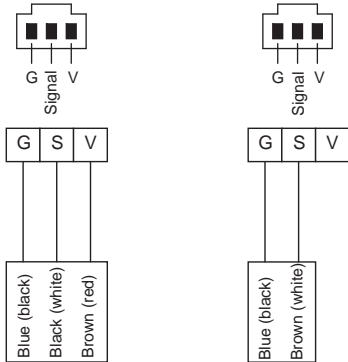 G Signal V
G Signal V
G S V
G S V
Blue (black)
Black (white)
Brown (red)
Blue (black)
Brown (white)